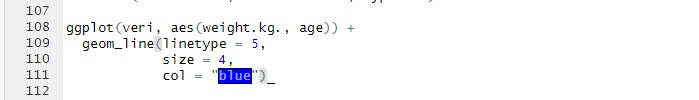 107
108 ggplot(veri, aes(weight.kg., age)) +
109 geom_line(linetype = 5,
110 size = 4,
111 col = "blue")_
112